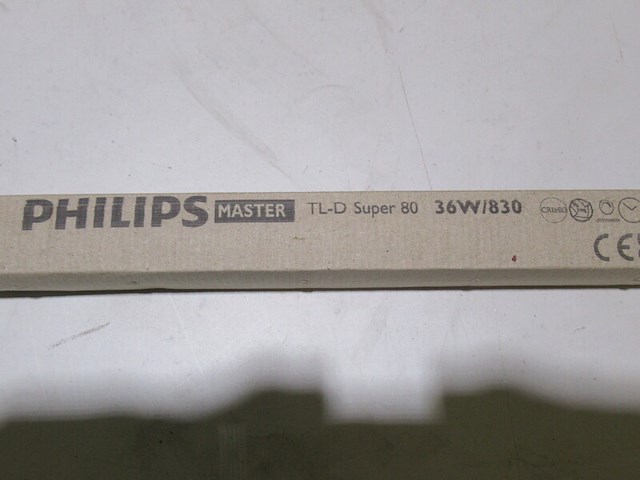 PHILIPS MASTER TL-D Super 80 36W/830
CE